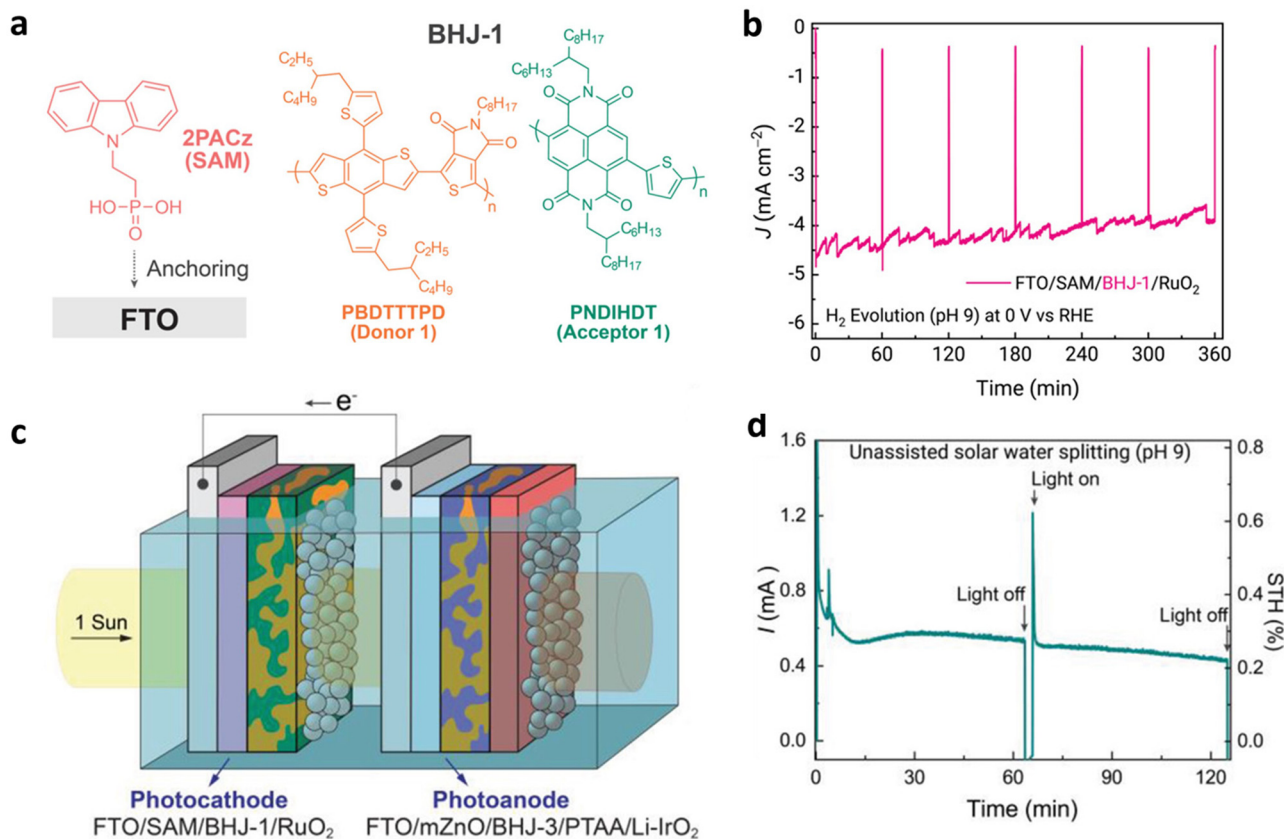 a
BHJ-1
2PACz
(SAM)
N
HO
P
OH
O
Anchoring
FTO
C2H5
C4H9
S
S
S
O
N
C8H17
O
S
n
S
C2H5
C4H9
PBDTTTPD
(Donor 1)
C8H17
C6H13
O
N
O
S
n
O
N
O
C6H13
C8H17
PNDIHDT
(Acceptor 1)
b
J (mA cm−2)
0
-1
-2
-3
-4
-5
-6
FTO/SAM/BHJ-1/RuO2
H2 Evolution (pH 9) at 0 V vs RHE
0 60 120 180 240 300 360
Time (min)
c
e-
1 Sun
Photocathode
FTO/SAM/BHJ-1/RuO2
Photoanode
FTO/mZnO/BHJ-3/PTAA/Li-IrO2
d
Unassisted solar water splitting (pH 9)
Light on
Light off
Light off
I (mA)
1.6
1.2
0.8
0.4
0.0
STH (%)
0.8
0.6
0.4
0.2
0.0
0 30 60 90 120
Time (min)